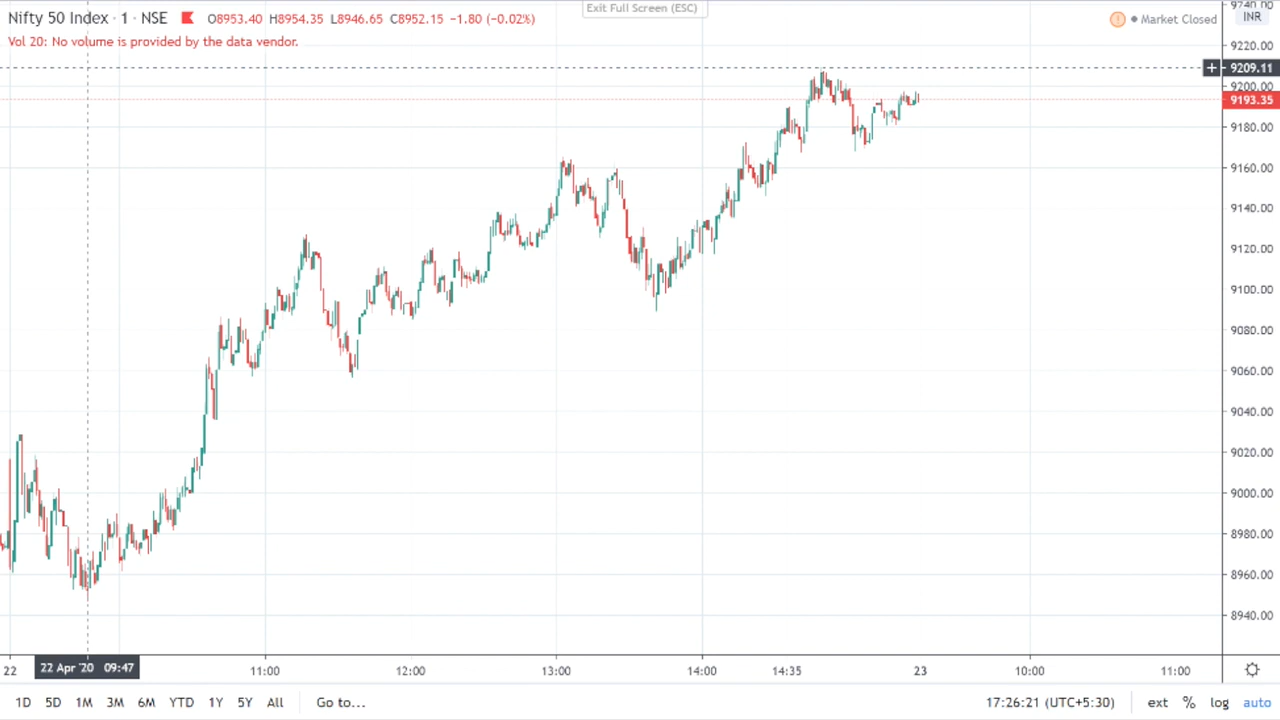 Exit Full Screen (ESC)
Nifty 50 Index · 1 · NSE O8953.40 H8954.35 L8946.65 C8952.15 −1.80 (−0.02%)
Market Closed
INR
Vol 20: No volume is provided by the data vendor.
9240.00
9220.00
9209.11
9200.00
9193.35
9180.00
9160.00
9140.00
9120.00
9100.00
9080.00
9060.00
9040.00
9020.00
9000.00
8980.00
8960.00
8940.00
22 22 Apr '20 09:47 11:00 12:00 13:00 14:00 14:35 23 10:00 11:00
1D 5D 1M 3M 6M YTD 1Y 5Y All Go to... 17:26:21 (UTC+5:30) ext % log auto